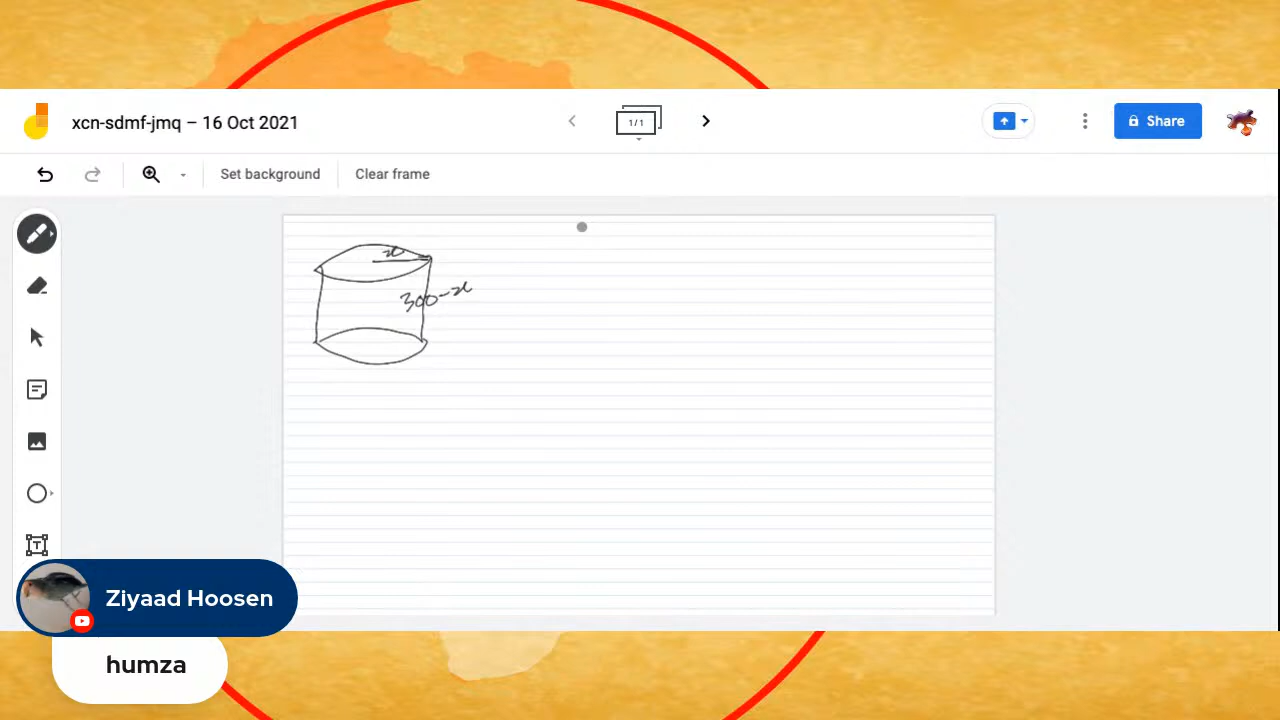 xcn-sdmf-jmq – 16 Oct 2021
1/1
Share
Set background
Clear frame
x
300-x
T
Ziyaad Hoosen
humza